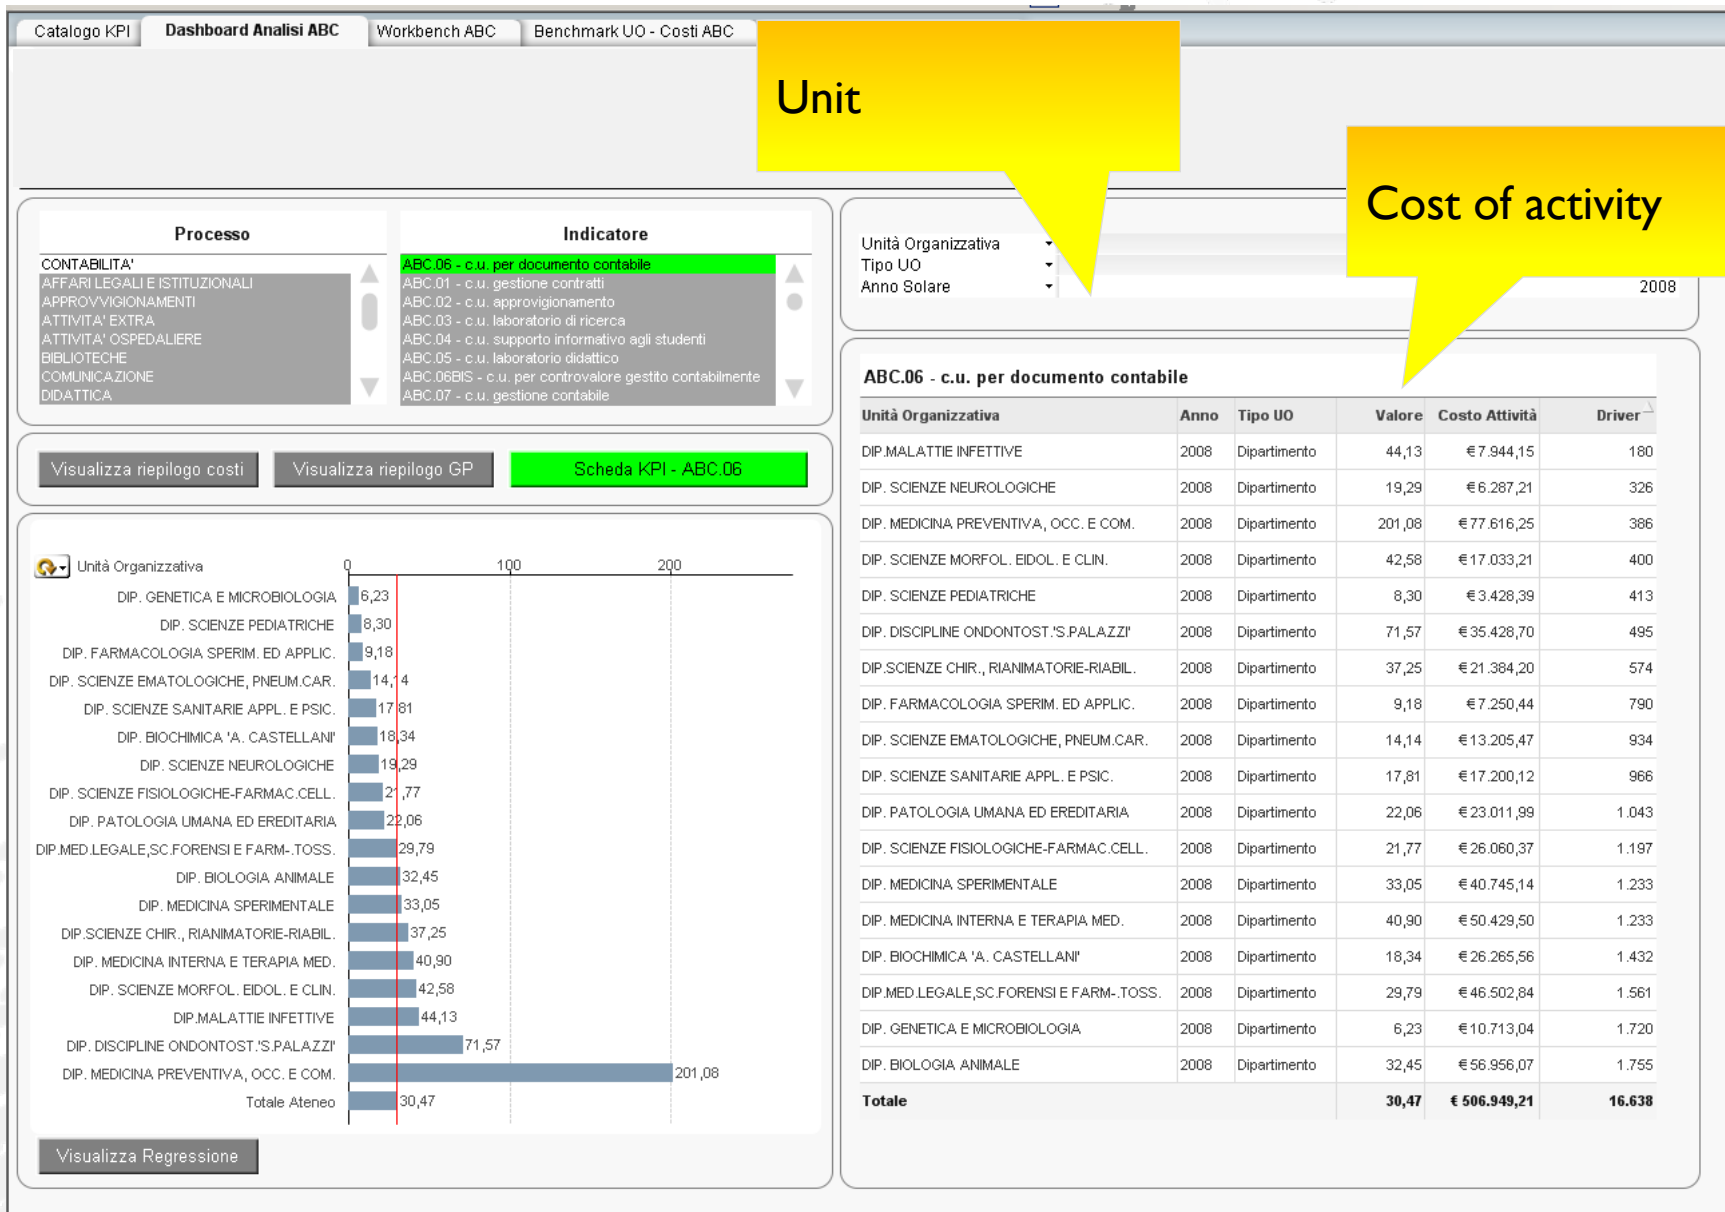 Catalogo KPI Dashboard Analisi ABC Workbench ABC Benchmark UO - Costi ABC
Unit
Cost of activity
Processo
CONTABILITA'
AFFARI LEGALI E ISTITUZIONALI
APPROVVIGIONAMENTI
ATTIVITA' EXTRA
ATTIVITA' OSPEDALIERE
BIBLIOTECHE
COMUNICAZIONE
DIDATTICA
Indicatore
ABC.06 - c.u. per documento contabile
ABC.01 - c.u. gestione contratti
ABC.02 - c.u. approvigionamento
ABC.03 - c.u. laboratorio di ricerca
ABC.04 - c.u. supporto informativo agli studenti
ABC.05 - c.u. laboratorio didattico
ABC.06BIS - c.u. per controvalore gestito contabilmente
ABC.07 - c.u. gestione contabile
Unità Organizzativa
Tipo UO
Anno Solare 2008
Visualizza riepilogo costi Visualizza riepilogo GP Scheda KPI - ABC.06
Unità Organizzativa 0 100 200
DIP. GENETICA E MICROBIOLOGIA 6,23
DIP. SCIENZE PEDIATRICHE 8,30
DIP. FARMACOLOGIA SPERIM. ED APPLIC. 9,18
DIP. SCIENZE EMATOLOGICHE, PNEUM.CAR. 14,14
DIP. SCIENZE SANITARIE APPL. E PSIC. 17,81
DIP. BIOCHIMICA 'A. CASTELLANI' 18,34
DIP. SCIENZE NEUROLOGICHE 19,29
DIP. SCIENZE FISIOLOGICHE-FARMAC.CELL. 21,77
DIP. PATOLOGIA UMANA ED EREDITARIA 22,06
DIP.MED.LEGALE,SC.FORENSI E FARM-.TOSS. 29,79
DIP. BIOLOGIA ANIMALE 32,45
DIP. MEDICINA SPERIMENTALE 33,05
DIP.SCIENZE CHIR., RIANIMATORIE-RIABIL. 37,25
DIP. MEDICINA INTERNA E TERAPIA MED. 40,90
DIP. SCIENZE MORFOL. EIDOL. E CLIN. 42,58
DIP.MALATTIE INFETTIVE 44,13
DIP. DISCIPLINE ONDONTOST.'S.PALAZZI' 71,57
DIP. MEDICINA PREVENTIVA, OCC. E COM. 201,08
Totale Ateneo 30,47
Visualizza Regressione
ABC.06 - c.u. per documento contabile
Unità Organizzativa Anno Tipo UO Valore Costo Attività Driver
DIP.MALATTIE INFETTIVE 2008 Dipartimento 44,13 € 7.944,15 180
DIP. SCIENZE NEUROLOGICHE 2008 Dipartimento 19,29 € 6.287,21 326
DIP. MEDICINA PREVENTIVA, OCC. E COM. 2008 Dipartimento 201,08 € 77.616,25 386
DIP. SCIENZE MORFOL. EIDOL. E CLIN. 2008 Dipartimento 42,58 € 17.033,21 400
DIP. SCIENZE PEDIATRICHE 2008 Dipartimento 8,30 € 3.428,39 413
DIP. DISCIPLINE ONDONTOST.'S.PALAZZI' 2008 Dipartimento 71,57 € 35.428,70 495
DIP.SCIENZE CHIR., RIANIMATORIE-RIABIL. 2008 Dipartimento 37,25 € 21.384,20 574
DIP. FARMACOLOGIA SPERIM. ED APPLIC. 2008 Dipartimento 9,18 € 7.250,44 790
DIP. SCIENZE EMATOLOGICHE, PNEUM.CAR. 2008 Dipartimento 14,14 € 13.205,47 934
DIP. SCIENZE SANITARIE APPL. E PSIC. 2008 Dipartimento 17,81 € 17.200,12 966
DIP. PATOLOGIA UMANA ED EREDITARIA 2008 Dipartimento 22,06 € 23.011,99 1.043
DIP. SCIENZE FISIOLOGICHE-FARMAC.CELL. 2008 Dipartimento 21,77 € 26.060,37 1.197
DIP. MEDICINA SPERIMENTALE 2008 Dipartimento 33,05 € 40.745,14 1.233
DIP. MEDICINA INTERNA E TERAPIA MED. 2008 Dipartimento 40,90 € 50.429,50 1.233
DIP. BIOCHIMICA 'A. CASTELLANI' 2008 Dipartimento 18,34 € 26.265,56 1.432
DIP.MED.LEGALE,SC.FORENSI E FARM-.TOSS. 2008 Dipartimento 29,79 € 46.502,84 1.561
DIP. GENETICA E MICROBIOLOGIA 2008 Dipartimento 6,23 € 10.713,04 1.720
DIP. BIOLOGIA ANIMALE 2008 Dipartimento 32,45 € 56.956,07 1.755
Totale 30,47 € 506.949,21 16.638